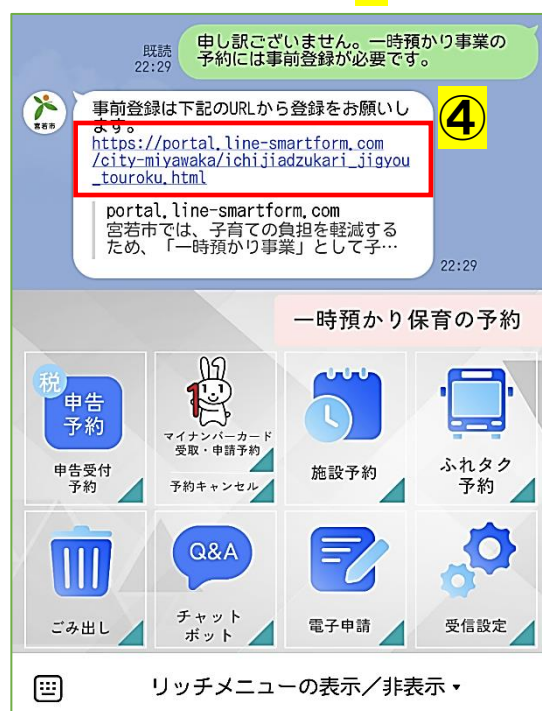 申し訳ございません。一時預かり事業の
予約には事前登録が必要です。
既読
22:29
宮若市
事前登録は下記のURLから登録をお願いし
ます。
https://portal.line-smartform.com
/city-miyawaka/ichijiadzukari_jigyou
_touroku.html
④
portal.line-smartform.com
宮若市では、子育ての負担を軽減する
ため、「一時預かり事業」として子…
22:29
一時預かり保育の予約
税
申告
予約
申告受付
予約
1
マイナンバーカード
受取・申請予約
予約キャンセル
施設予約
ふれタク
予約
ごみ出し
Q&A
チャット
ボット
電子申請
受信設定
リッチメニューの表示/非表示▾